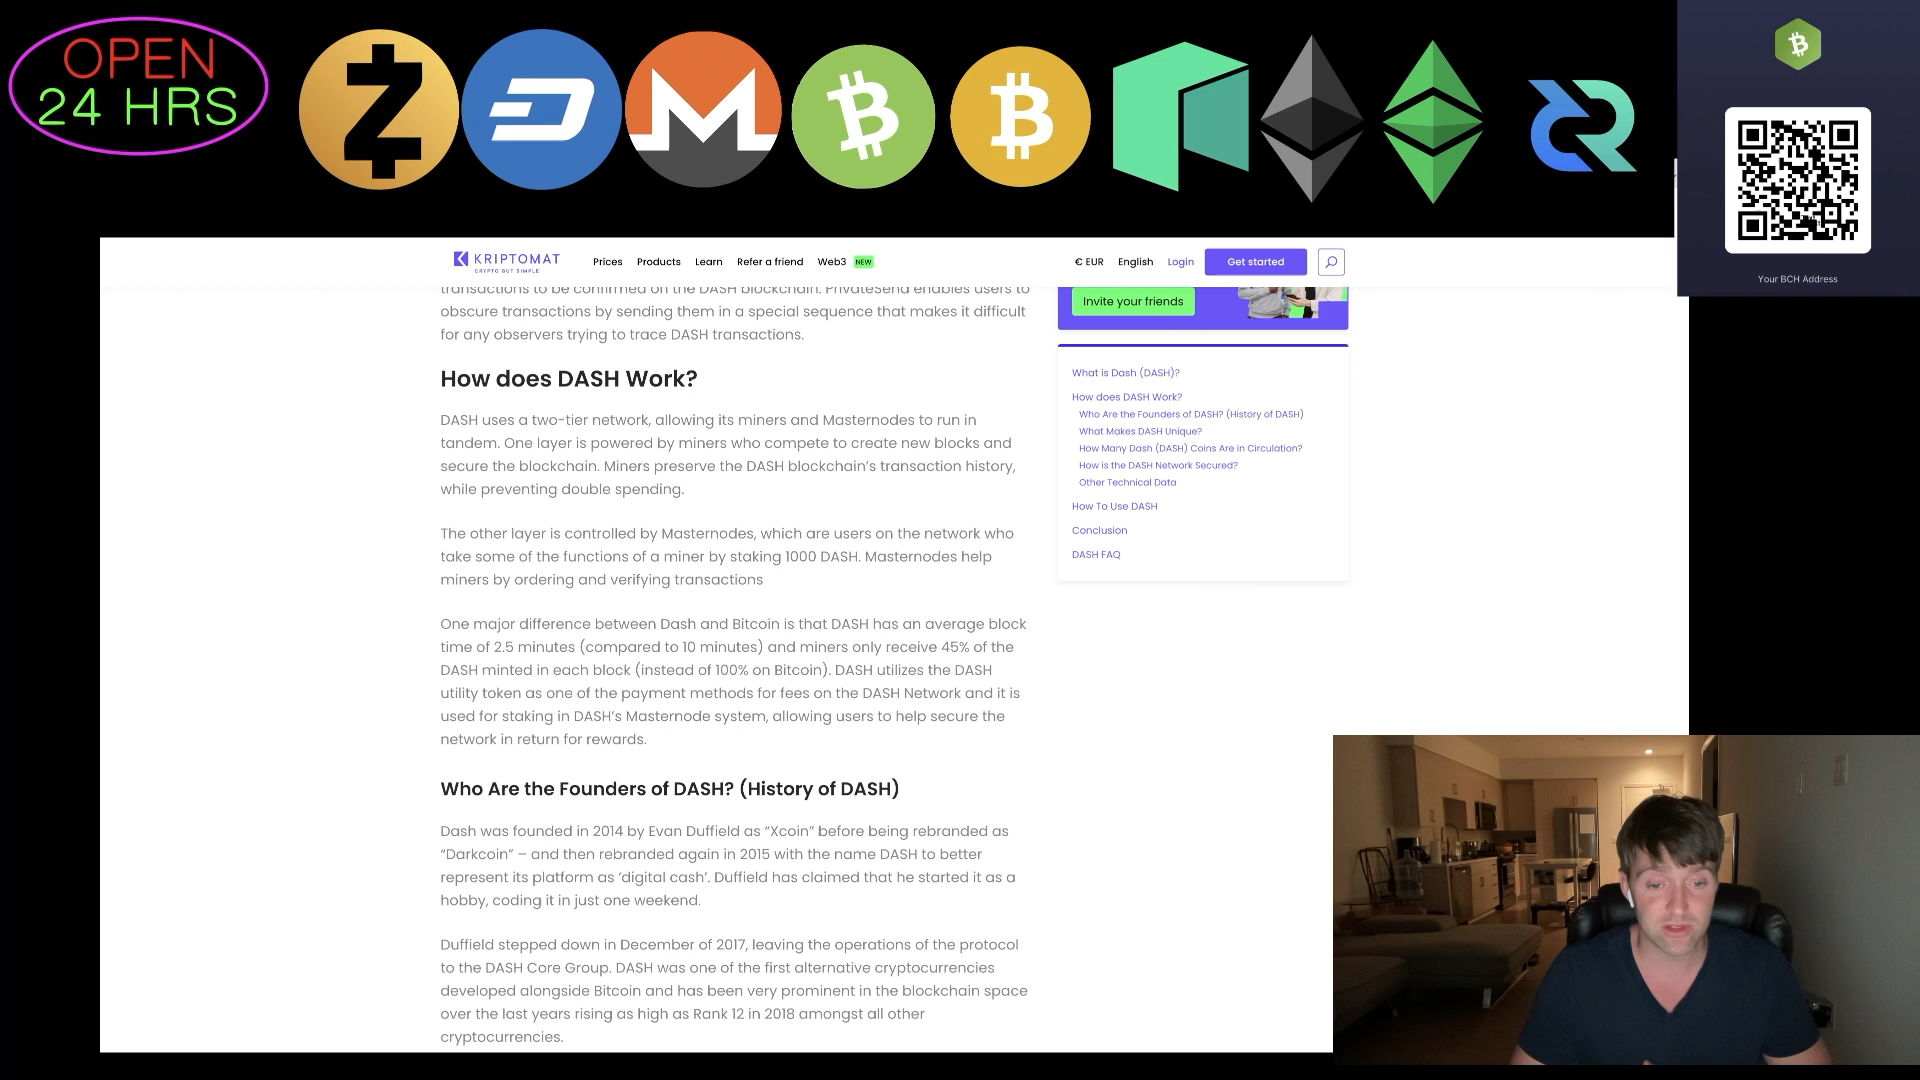 OPEN
24 HRS
KRIPTOMAT
CRYPTO BUT SIMPLE
Prices Products Learn Refer a friend Web3 NEW
€ EUR English Login Get started
Your BCH Address
transactions to be confirmed on the DASH blockchain. PrivateSend enables users to
obscure transactions by sending them in a special sequence that makes it difficult
for any observers trying to trace DASH transactions.
How does DASH Work?
DASH uses a two-tier network, allowing its miners and Masternodes to run in
tandem. One layer is powered by miners who compete to create new blocks and
secure the blockchain. Miners preserve the DASH blockchain’s transaction history,
while preventing double spending.
The other layer is controlled by Masternodes, which are users on the network who
take some of the functions of a miner by staking 1000 DASH. Masternodes help
miners by ordering and verifying transactions
One major difference between Dash and Bitcoin is that DASH has an average block
time of 2.5 minutes (compared to 10 minutes) and miners only receive 45% of the
DASH minted in each block (instead of 100% on Bitcoin). DASH utilizes the DASH
utility token as one of the payment methods for fees on the DASH Network and it is
used for staking in DASH’s Masternode system, allowing users to help secure the
network in return for rewards.
Who Are the Founders of DASH? (History of DASH)
Dash was founded in 2014 by Evan Duffield as “Xcoin” before being rebranded as
“Darkcoin” – and then rebranded again in 2015 with the name DASH to better
represent its platform as ‘digital cash’. Duffield has claimed that he started it as a
hobby, coding it in just one weekend.
Duffield stepped down in December of 2017, leaving the operations of the protocol
to the DASH Core Group. DASH was one of the first alternative cryptocurrencies
developed alongside Bitcoin and has been very prominent in the blockchain space
over the last years rising as high as Rank 12 in 2018 amongst all other
cryptocurrencies.
Invite your friends
What is Dash (DASH)?
How does DASH Work?
Who Are the Founders of DASH? (History of DASH)
What Makes DASH Unique?
How Many Dash (DASH) Coins Are in Circulation?
How is the DASH Network Secured?
Other Technical Data
How To Use DASH
Conclusion
DASH FAQ